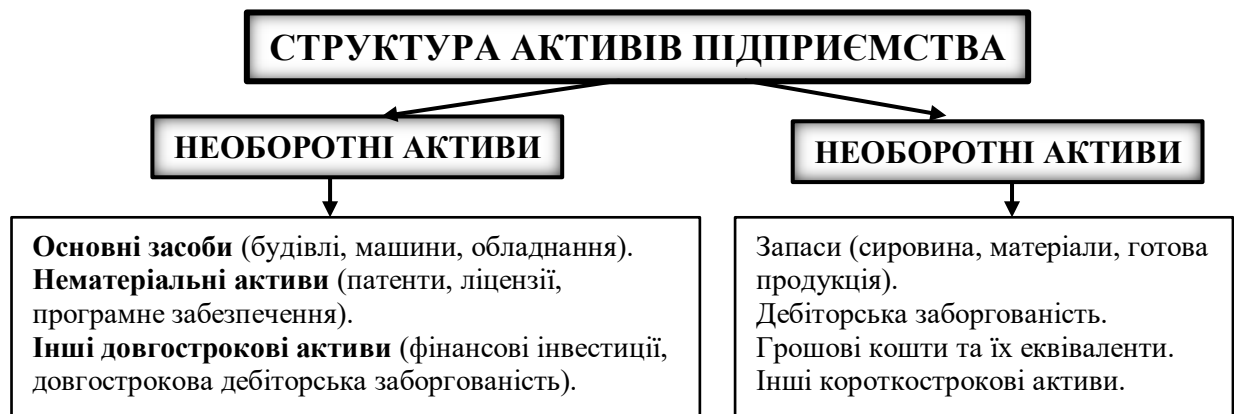 СТРУКТУРА АКТИВІВ ПІДПРИЄМСТВА
НЕОБОРОТНІ АКТИВИ
НЕОБОРОТНІ АКТИВИ
Основні засоби (будівлі, машини, обладнання).
Нематеріальні активи (патенти, ліцензії,
програмне забезпечення).
Інші довгострокові активи (фінансові інвестиції,
довгострокова дебіторська заборгованість).
Запаси (сировина, матеріали, готова
продукція).
Дебіторська заборгованість.
Грошові кошти та їх еквіваленти.
Інші короткострокові активи.